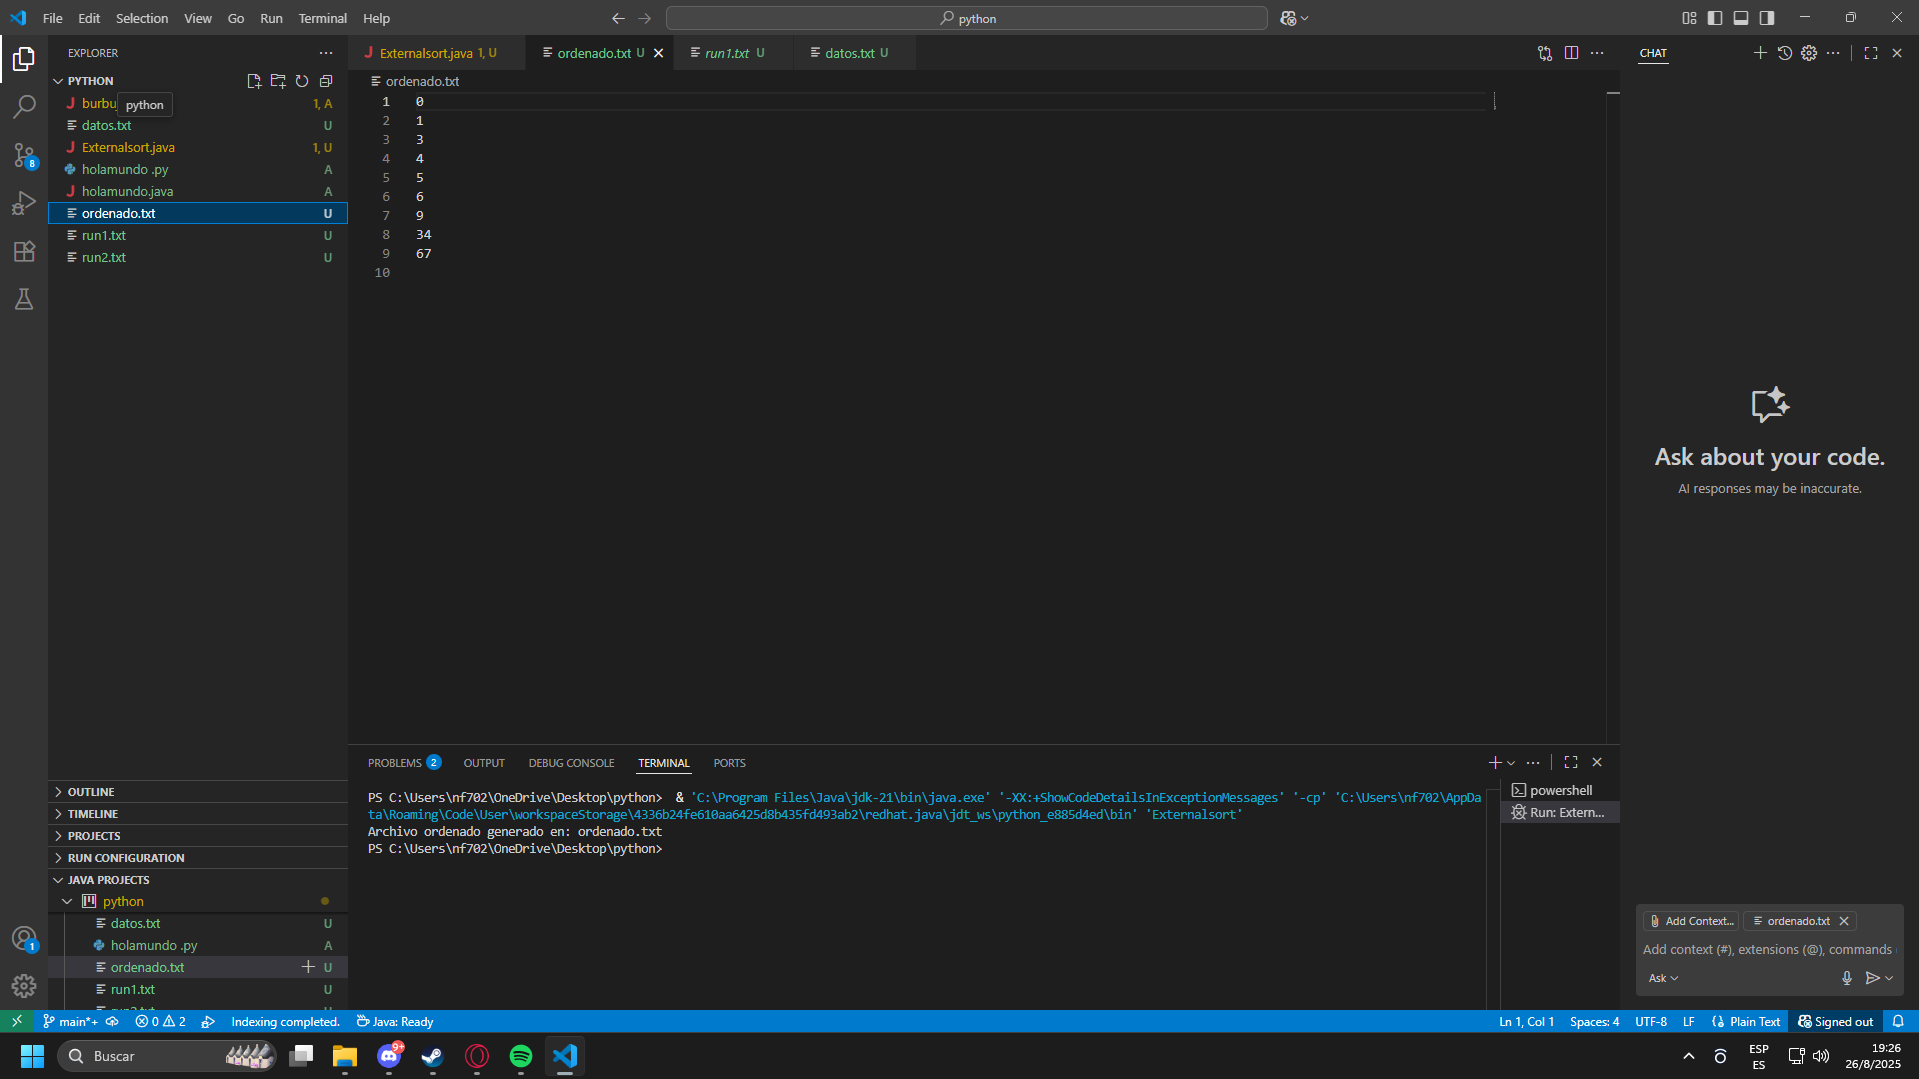 File Edit Selection View Go Run Terminal Help
python
EXPLORER
PYTHON
burbu
1, A
python
datos.txt U
Externalsort.java 1, U
holamundo .py A
holamundo.java A
ordenado.txt U
run1.txt U
run2.txt U
OUTLINE
TIMELINE
PROJECTS
RUN CONFIGURATION
JAVA PROJECTS
python
datos.txt U
holamundo .py A
ordenado.txt U
run1.txt U
8
1
Externalsort.java 1, U
ordenado.txt U
run1.txt U
datos.txt U
ordenado.txt
1 0
2 1
3 3
4 4
5 5
6 6
7 9
8 34
9 67
10
PROBLEMS 2 OUTPUT DEBUG CONSOLE TERMINAL PORTS
PS C:\Users\nf702\OneDrive\Desktop\python>  & 'C:\Program Files\Java\jdk-21\bin\java.exe' '-XX:+ShowCodeDetailsInExceptionMessages' '-cp' 'C:\Users\nf702\AppDa
ta\Roaming\Code\User\workspaceStorage\4336b24fe610aa6425d8b435fd493ab2\redhat.java\jdt_ws\python_e885d4ed\bin' 'Externalsort'
Archivo ordenado generado en: ordenado.txt
PS C:\Users\nf702\OneDrive\Desktop\python>
powershell
Run: Extern...
CHAT
Ask about your code.
AI responses may be inaccurate.
Add Context... ordenado.txt
Add context (#), extensions (@), commands
Ask
main*+ 0 2 Indexing completed. Java: Ready
Ln 1, Col 1 Spaces: 4 UTF-8 LF Plain Text Signed out
Buscar
9+
ESP
ES
19:26
26/8/2025